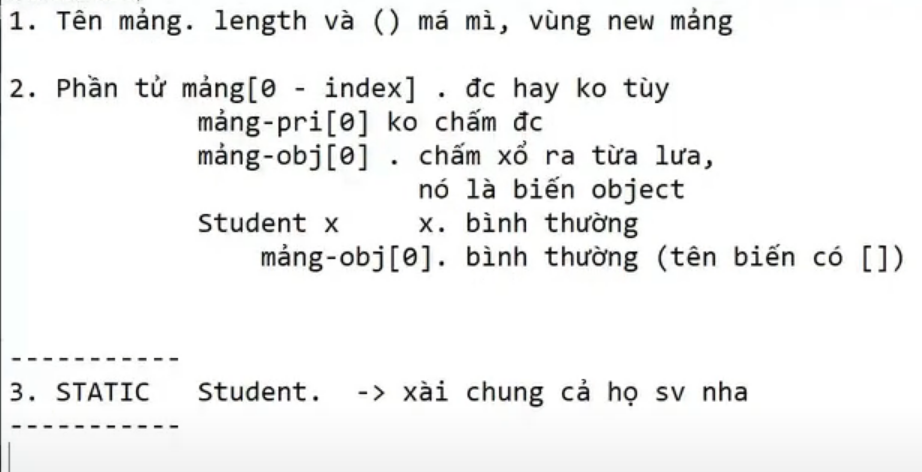 1. Tên mảng. length và () má mì, vùng new mảng
2. Phần tử mảng[0 - index] . đc hay ko tùy
mảng-pri[0] ko chấm đc
mảng-obj[0] . chấm xổ ra từa lưa,
nó là biến object
Student x x. bình thường
mảng-obj[0]. bình thường (tên biến có [])
-----------
3. STATIC Student. -> xài chung cả họ sv nha
-----------